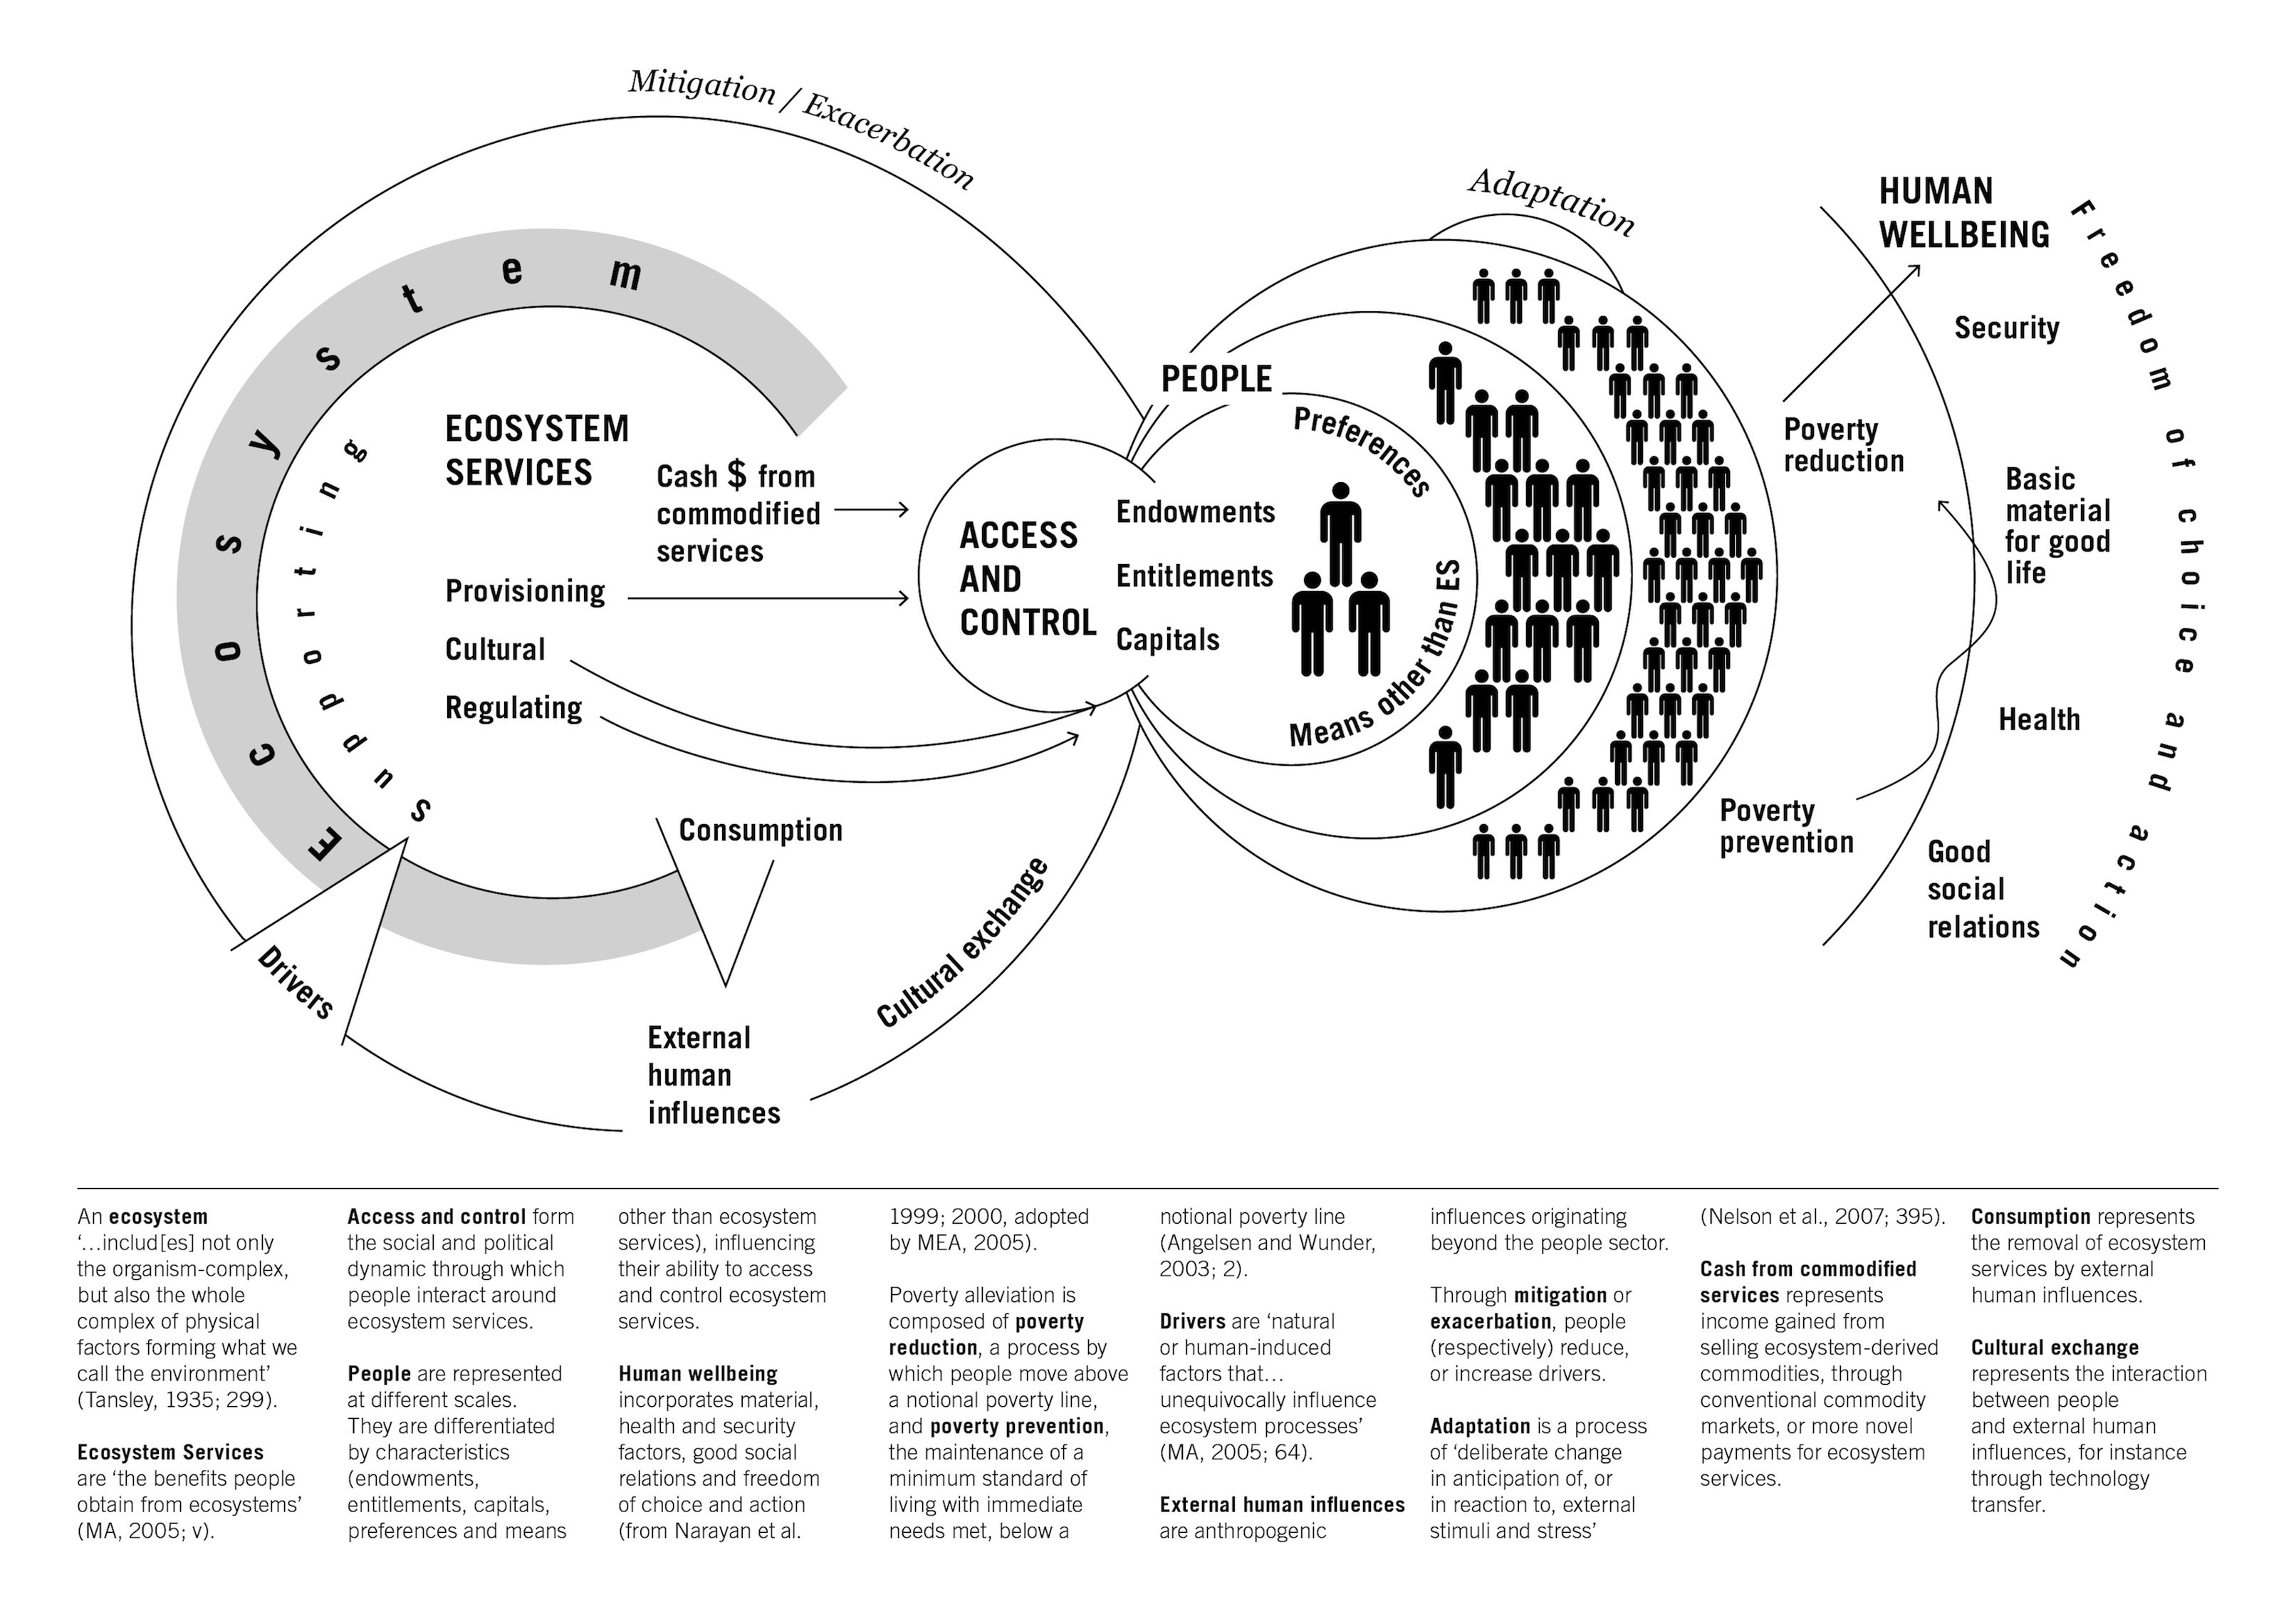 Mitigation / Exacerbation
Adaptation
Ecosystem
Supporting
ECOSYSTEM
SERVICES
Cash $ from
commodified
services
Provisioning
Cultural
Regulating
Consumption
Drivers
External
human
influences
Cultural exchange
ACCESS
AND
CONTROL
PEOPLE
Endowments
Entitlements
Capitals
Preferences
Means other than ES
Poverty
reduction
Poverty
prevention
HUMAN
WELLBEING
Security
Basic
material
for good
life
Health
Good
social
relations
Freedom of choice and action
An ecosystem
‘…includ[es] not only
the organism-complex,
but also the whole
complex of physical
factors forming what we
call the environment’
(Tansley, 1935; 299).
Ecosystem Services
are ‘the benefits people
obtain from ecosystems’
(MA, 2005; v).
Access and control form
the social and political
dynamic through which
people interact around
ecosystem services.
People are represented
at different scales.
They are differentiated
by characteristics
(endowments,
entitlements, capitals,
preferences and means
other than ecosystem
services), influencing
their ability to access
and control ecosystem
services.
Human wellbeing
incorporates material,
health and security
factors, good social
relations and freedom
of choice and action
(from Narayan et al.
1999; 2000, adopted
by MEA, 2005).
Poverty alleviation is
composed of poverty
reduction, a process by
which people move above
a notional poverty line,
and poverty prevention,
the maintenance of a
minimum standard of
living with immediate
needs met, below a
notional poverty line
(Angelsen and Wunder,
2003; 2).
Drivers are ‘natural
or human-induced
factors that…
unequivocally influence
ecosystem processes’
(MA, 2005; 64).
External human influences
are anthropogenic
influences originating
beyond the people sector.
Through mitigation or
exacerbation, people
(respectively) reduce,
or increase drivers.
Adaptation is a process
of ‘deliberate change
in anticipation of, or
in reaction to, external
stimuli and stress’
(Nelson et al., 2007; 395).
Cash from commodified
services represents
income gained from
selling ecosystem-derived
commodities, through
conventional commodity
markets, or more novel
payments for ecosystem
services.
Consumption represents
the removal of ecosystem
services by external
human influences.
Cultural exchange
represents the interaction
between people
and external human
influences, for instance
through technology
transfer.